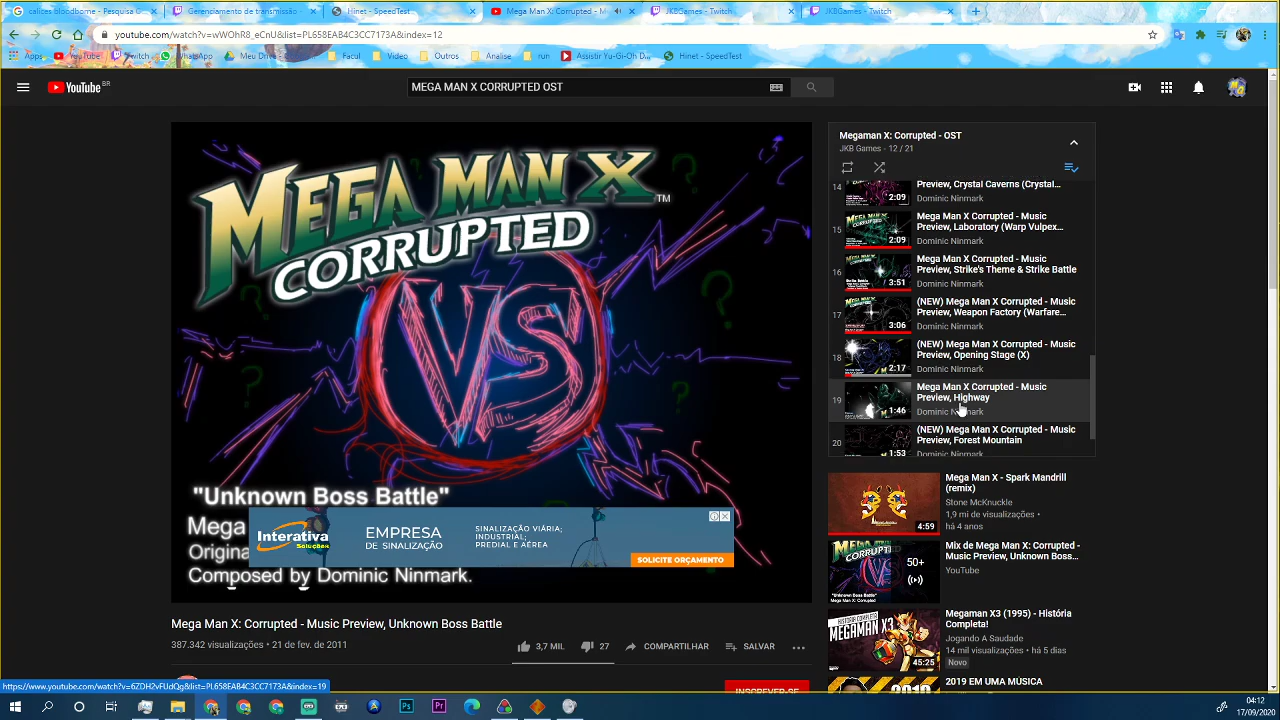 calices bloodborne - Pesquisa G
Gerenciamento de transmissão
Hinet - SpeedTest
Mega Man X: Corrupted - M
JKBGames - Twitch
JKBGames - Twitch
youtube.com/watch?v=wWOhR8_eCnU&list=PL658EAB4C3CC7173A&index=12
Apps
YouTube
Twitch
WhatsApp
Meu Drive
Facul
Video
Outros
Analise
run
Assistir Yu-Gi-Oh D...
Hinet - SpeedTest
YouTube BR
MEGA MAN X CORRUPTED OST
MEGA MAN X TM
CORRUPTED
VS
"Unknown Boss Battle"
Mega
Origina
Composed by Dominic Ninmark.
Interativa
Soluções
EMPRESA
DE SINALIZAÇÃO
SINALIZAÇÃO VIÁRIA;
INDUSTRIAL;
PREDIAL E AÉREA
SOLICITE ORÇAMENTO
Mega Man X: Corrupted - Music Preview, Unknown Boss Battle
387.342 visualizações • 21 de fev. de 2011
3,7 MIL
27
COMPARTILHAR
SALVAR
INSCREVER-SE
Megaman X: Corrupted - OST
JKB Games - 12 / 21
14
2:09
Preview, Crystal Caverns (Crystal...
Dominic Ninmark
15
2:09
Mega Man X Corrupted - Music
Preview, Laboratory (Warp Vulpex...
Dominic Ninmark
16
3:51
Mega Man X Corrupted - Music
Preview, Strike's Theme & Strike Battle
Dominic Ninmark
17
3:06
(NEW) Mega Man X Corrupted - Music
Preview, Weapon Factory (Warfare...
Dominic Ninmark
18
2:17
(NEW) Mega Man X Corrupted - Music
Preview, Opening Stage (X)
Dominic Ninmark
19
1:46
Mega Man X Corrupted - Music
Preview, Highway
Dominic Ninmark
20
1:53
(NEW) Mega Man X Corrupted - Music
Preview, Forest Mountain
Dominic Ninmark
4:59
Mega Man X - Spark Mandrill
(remix)
Stone McKnuckle
1,9 mi de visualizações •
há 4 anos
50+
Mix de Mega Man X: Corrupted -
Music Preview, Unknown Boss...
YouTube
45:25
Megaman X3 (1995) - História
Completa!
Jogando A Saudade
14 mil visualizações • há 5 dias
Novo
2019 EM UMA MÚSICA
https://www.youtube.com/watch?v=6ZDH2vFUdQg&list=PL658EAB4C3CC7173A&index=19
04:12
17/09/2020